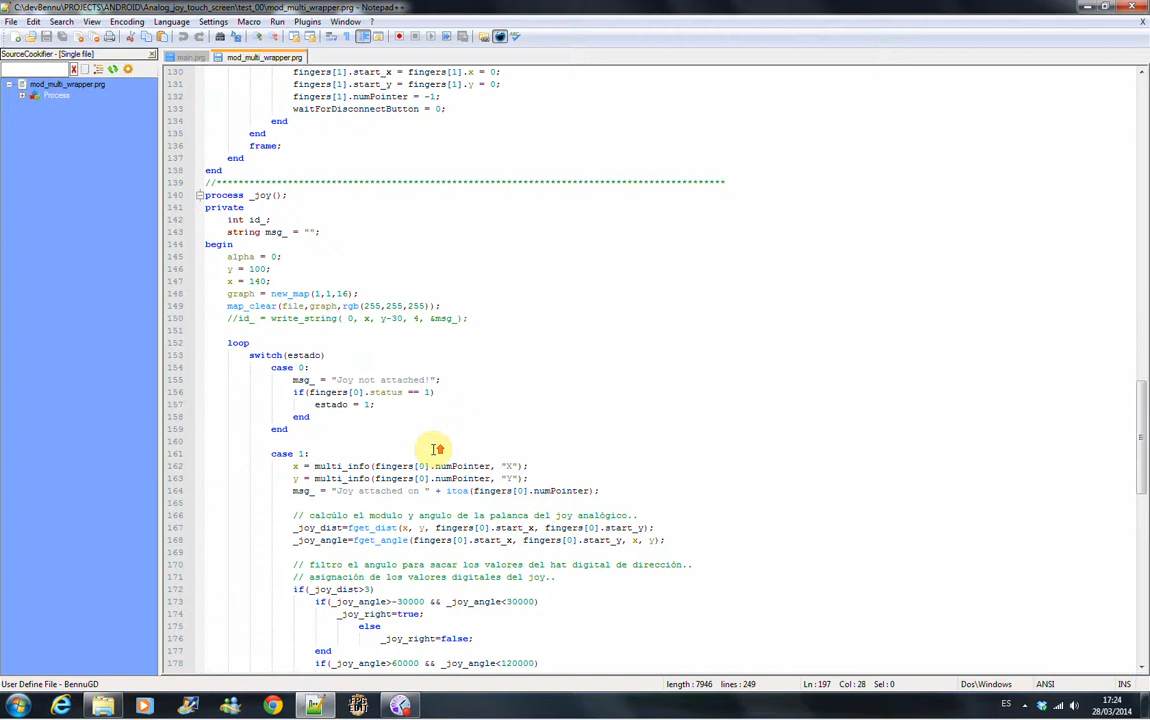 C:\devBennu\PROJECTS\ANDROID\Analog_joy_touch_screen\test_00\mod_multi_wrapper.prg - Notepad++
File Edit Search View Encoding Language Settings Macro Run Plugins Window ? X
SourceCookifier - [Single file]
main.prg mod_multi_wrapper.prg
mod_multi_wrapper.prg
Process
130 fingers[1].start_x = fingers[1].x = 0;
131 fingers[1].start_y = fingers[1].y = 0;
132 fingers[1].numPointer = -1;
133 waitForDisconnectButton = 0;
134 end
135 end
136 frame;
137 end
138 end
139 //*********************************************************************************************
140 process _joy();
141 private
142 int id_;
143 string msg_ = "";
144 begin
145 alpha = 0;
146 y = 100;
147 x = 140;
148 graph = new_map(1,1,16);
149 map_clear(file,graph,rgb(255,255,255));
150 //id_ = write_string( 0, x, y-30, 4, &msg_);
151
152 loop
153 switch(estado)
154 case 0:
155 msg_ = "Joy not attached!";
156 if(fingers[0].status == 1)
157 estado = 1;
158 end
159 end
160
161 case 1:
162 x = multi_info(fingers[0].numPointer, "X");
163 y = multi_info(fingers[0].numPointer, "Y");
164 msg_ = "Joy attached on " + itoa(fingers[0].numPointer);
165
166 // calcúlo el modulo y angulo de la palanca del joy analógico..
167 _joy_dist=fget_dist(x, y, fingers[0].start_x, fingers[0].start_y);
168 _joy_angle=fget_angle(fingers[0].start_x, fingers[0].start_y, x, y);
169
170 // filtro el angulo para sacar los valores del hat digital de dirección..
171 // asignación de los valores digitales del joy..
172 if(_joy_dist>3)
173 if(_joy_angle>-30000 && _joy_angle<30000)
174 _joy_right=true;
175 else
176 _joy_right=false;
177 end
178 if(_joy_angle>60000 && _joy_angle<120000)
User Define File - BennuGD length : 7946 lines : 249 Ln : 197 Col : 28 Sel : 0 Dos\Windows ANSI INS
ES 17:24
28/03/2014